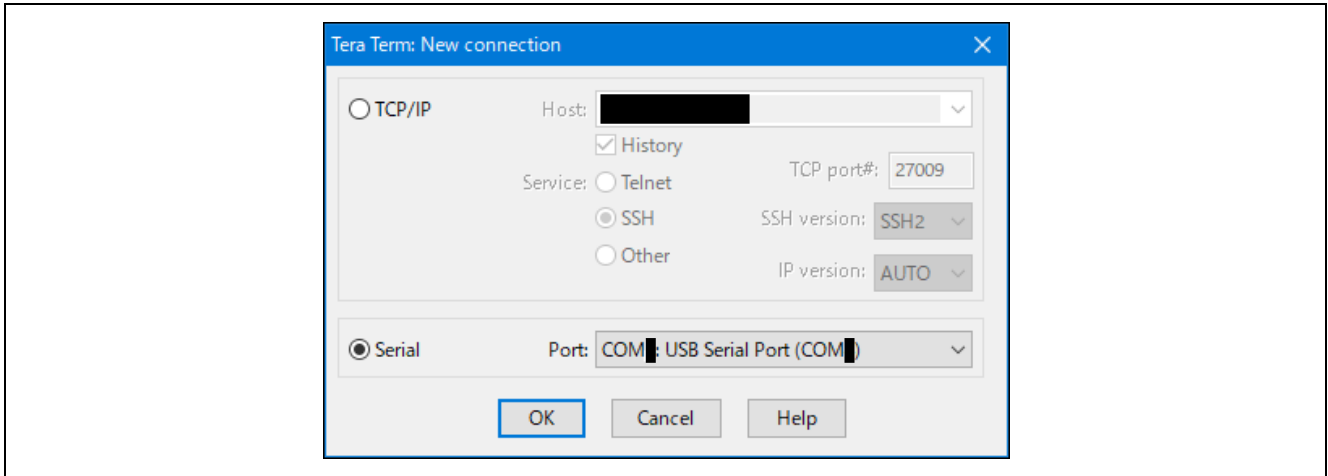 Tera Term: New connection
TCP/IP
Host:
History
Service:
Telnet
TCP port#: 27009
SSH
SSH version: SSH2
Other
IP version: AUTO
Serial
Port: COM : USB Serial Port (COM )
OK Cancel Help